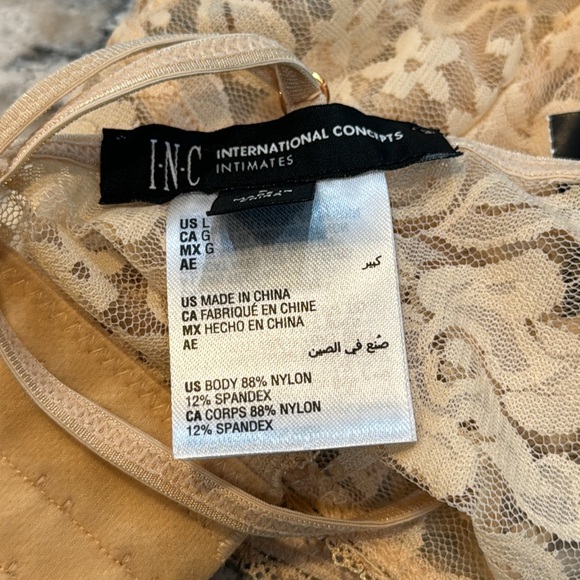 I·N·C INTERNATIONAL CONCEPTS
INTIMATES
US L
CA G
MX G
AE كبير
US MADE IN CHINA
CA FABRIQUÉ EN CHINE
MX HECHO EN CHINA
AE صُنع في الصين
US BODY 88% NYLON
12% SPANDEX
CA CORPS 88% NYLON
12% SPANDEX